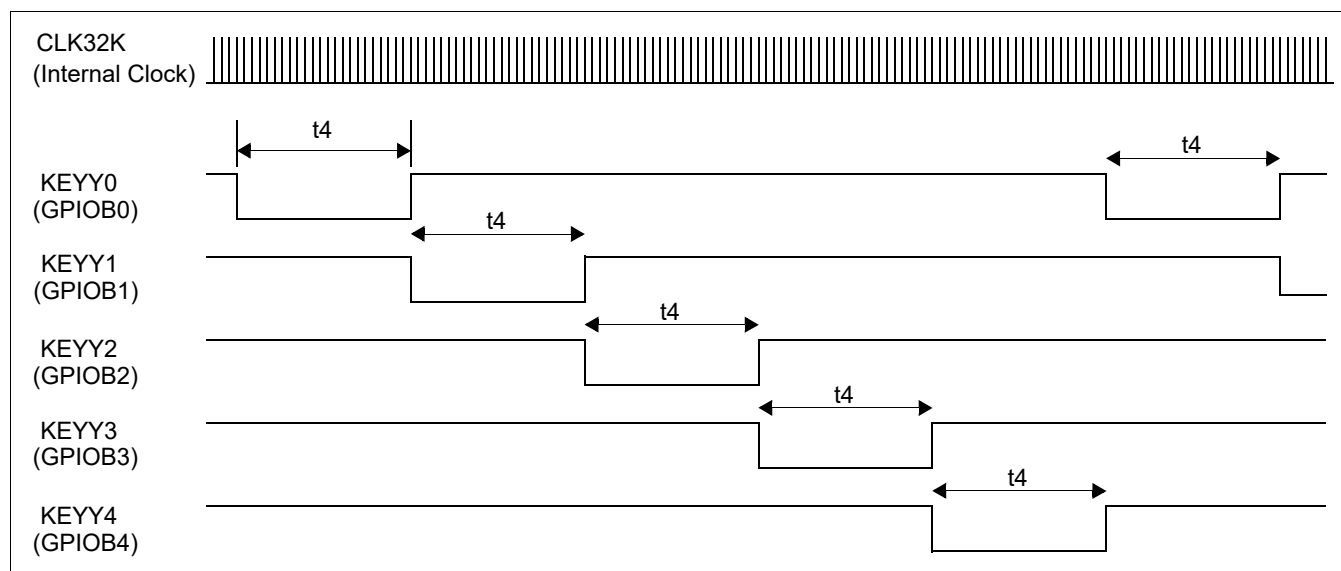 CLK32K
(Internal Clock)
t4
t4
KEYY0
(GPIOB0)
t4
KEYY1
(GPIOB1)
t4
KEYY2
(GPIOB2)
t4
KEYY3
(GPIOB3)
t4
KEYY4
(GPIOB4)